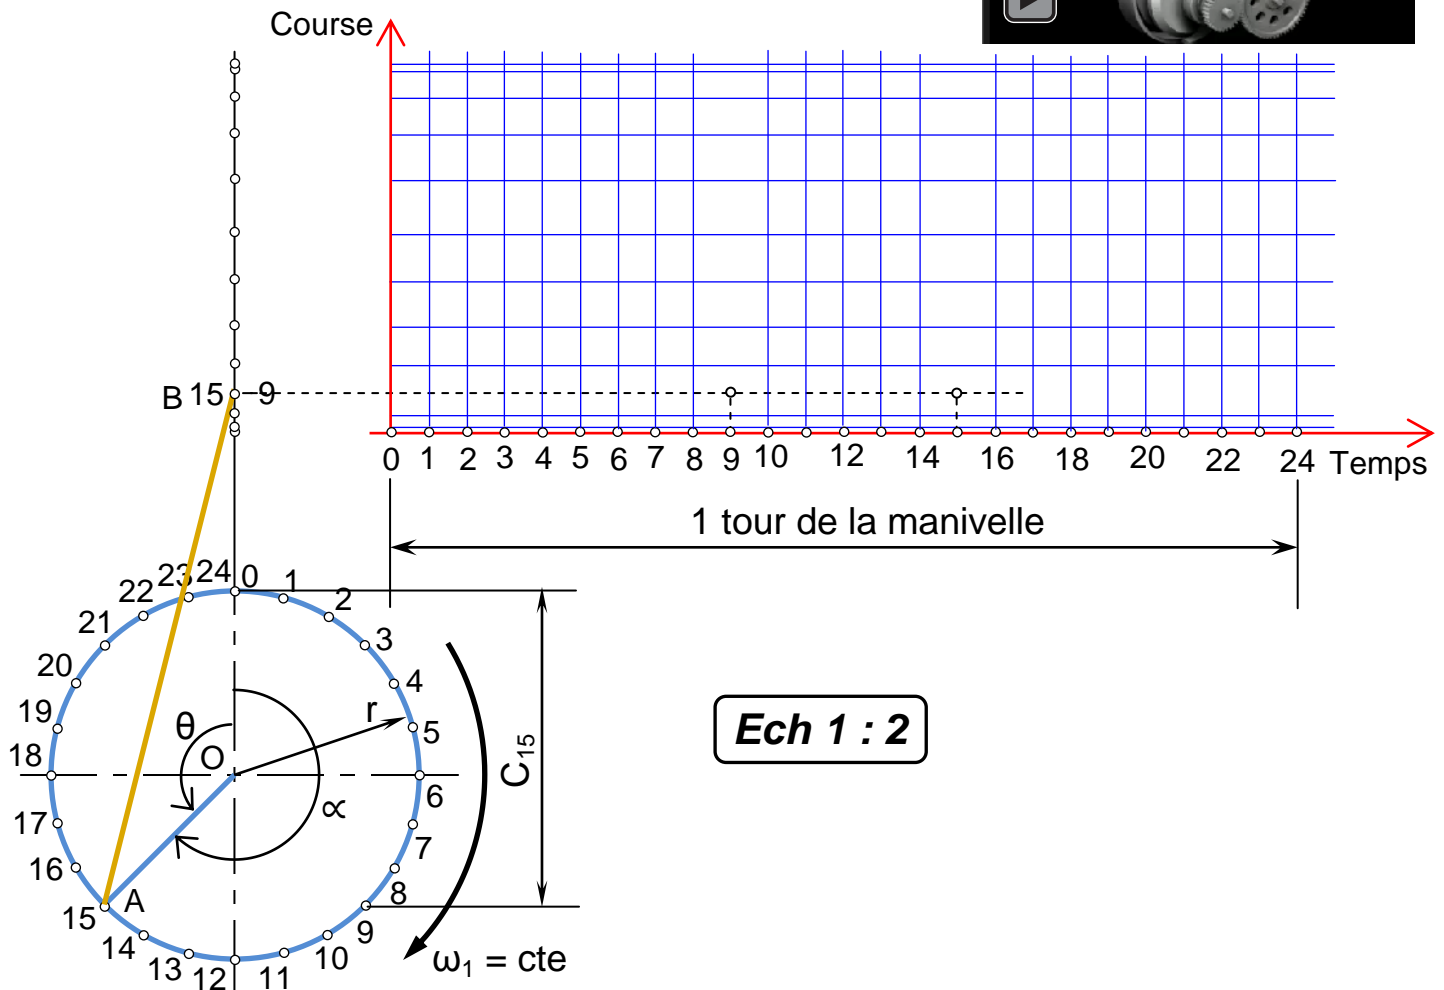 Course
B 15 9
0 1 2 3 4 5 6 7 8 9 10 12 14 16 18 20 22 24 Temps
1 tour de la manivelle
22 23 24 0 1 2
21 3
20 4
19 θ r 5
18 O 6
Ech 1 : 2
C15
∝
17 7
16 8
15 A 9
14 13 12 11 10
ω1 = cte